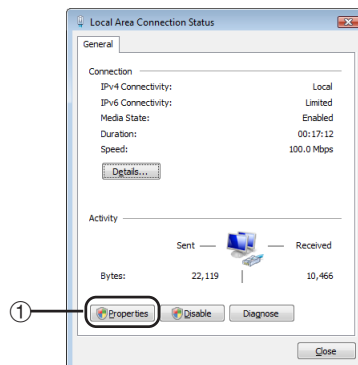 Local Area Connection Status
General
Connection
IPv4 Connectivity: Local
IPv6 Connectivity: Limited
Media State: Enabled
Duration: 00:17:12
Speed: 100.0 Mbps
Details...
Activity
Sent — Received
Bytes: 22,119 | 10,466
① Properties Disable Diagnose
Close